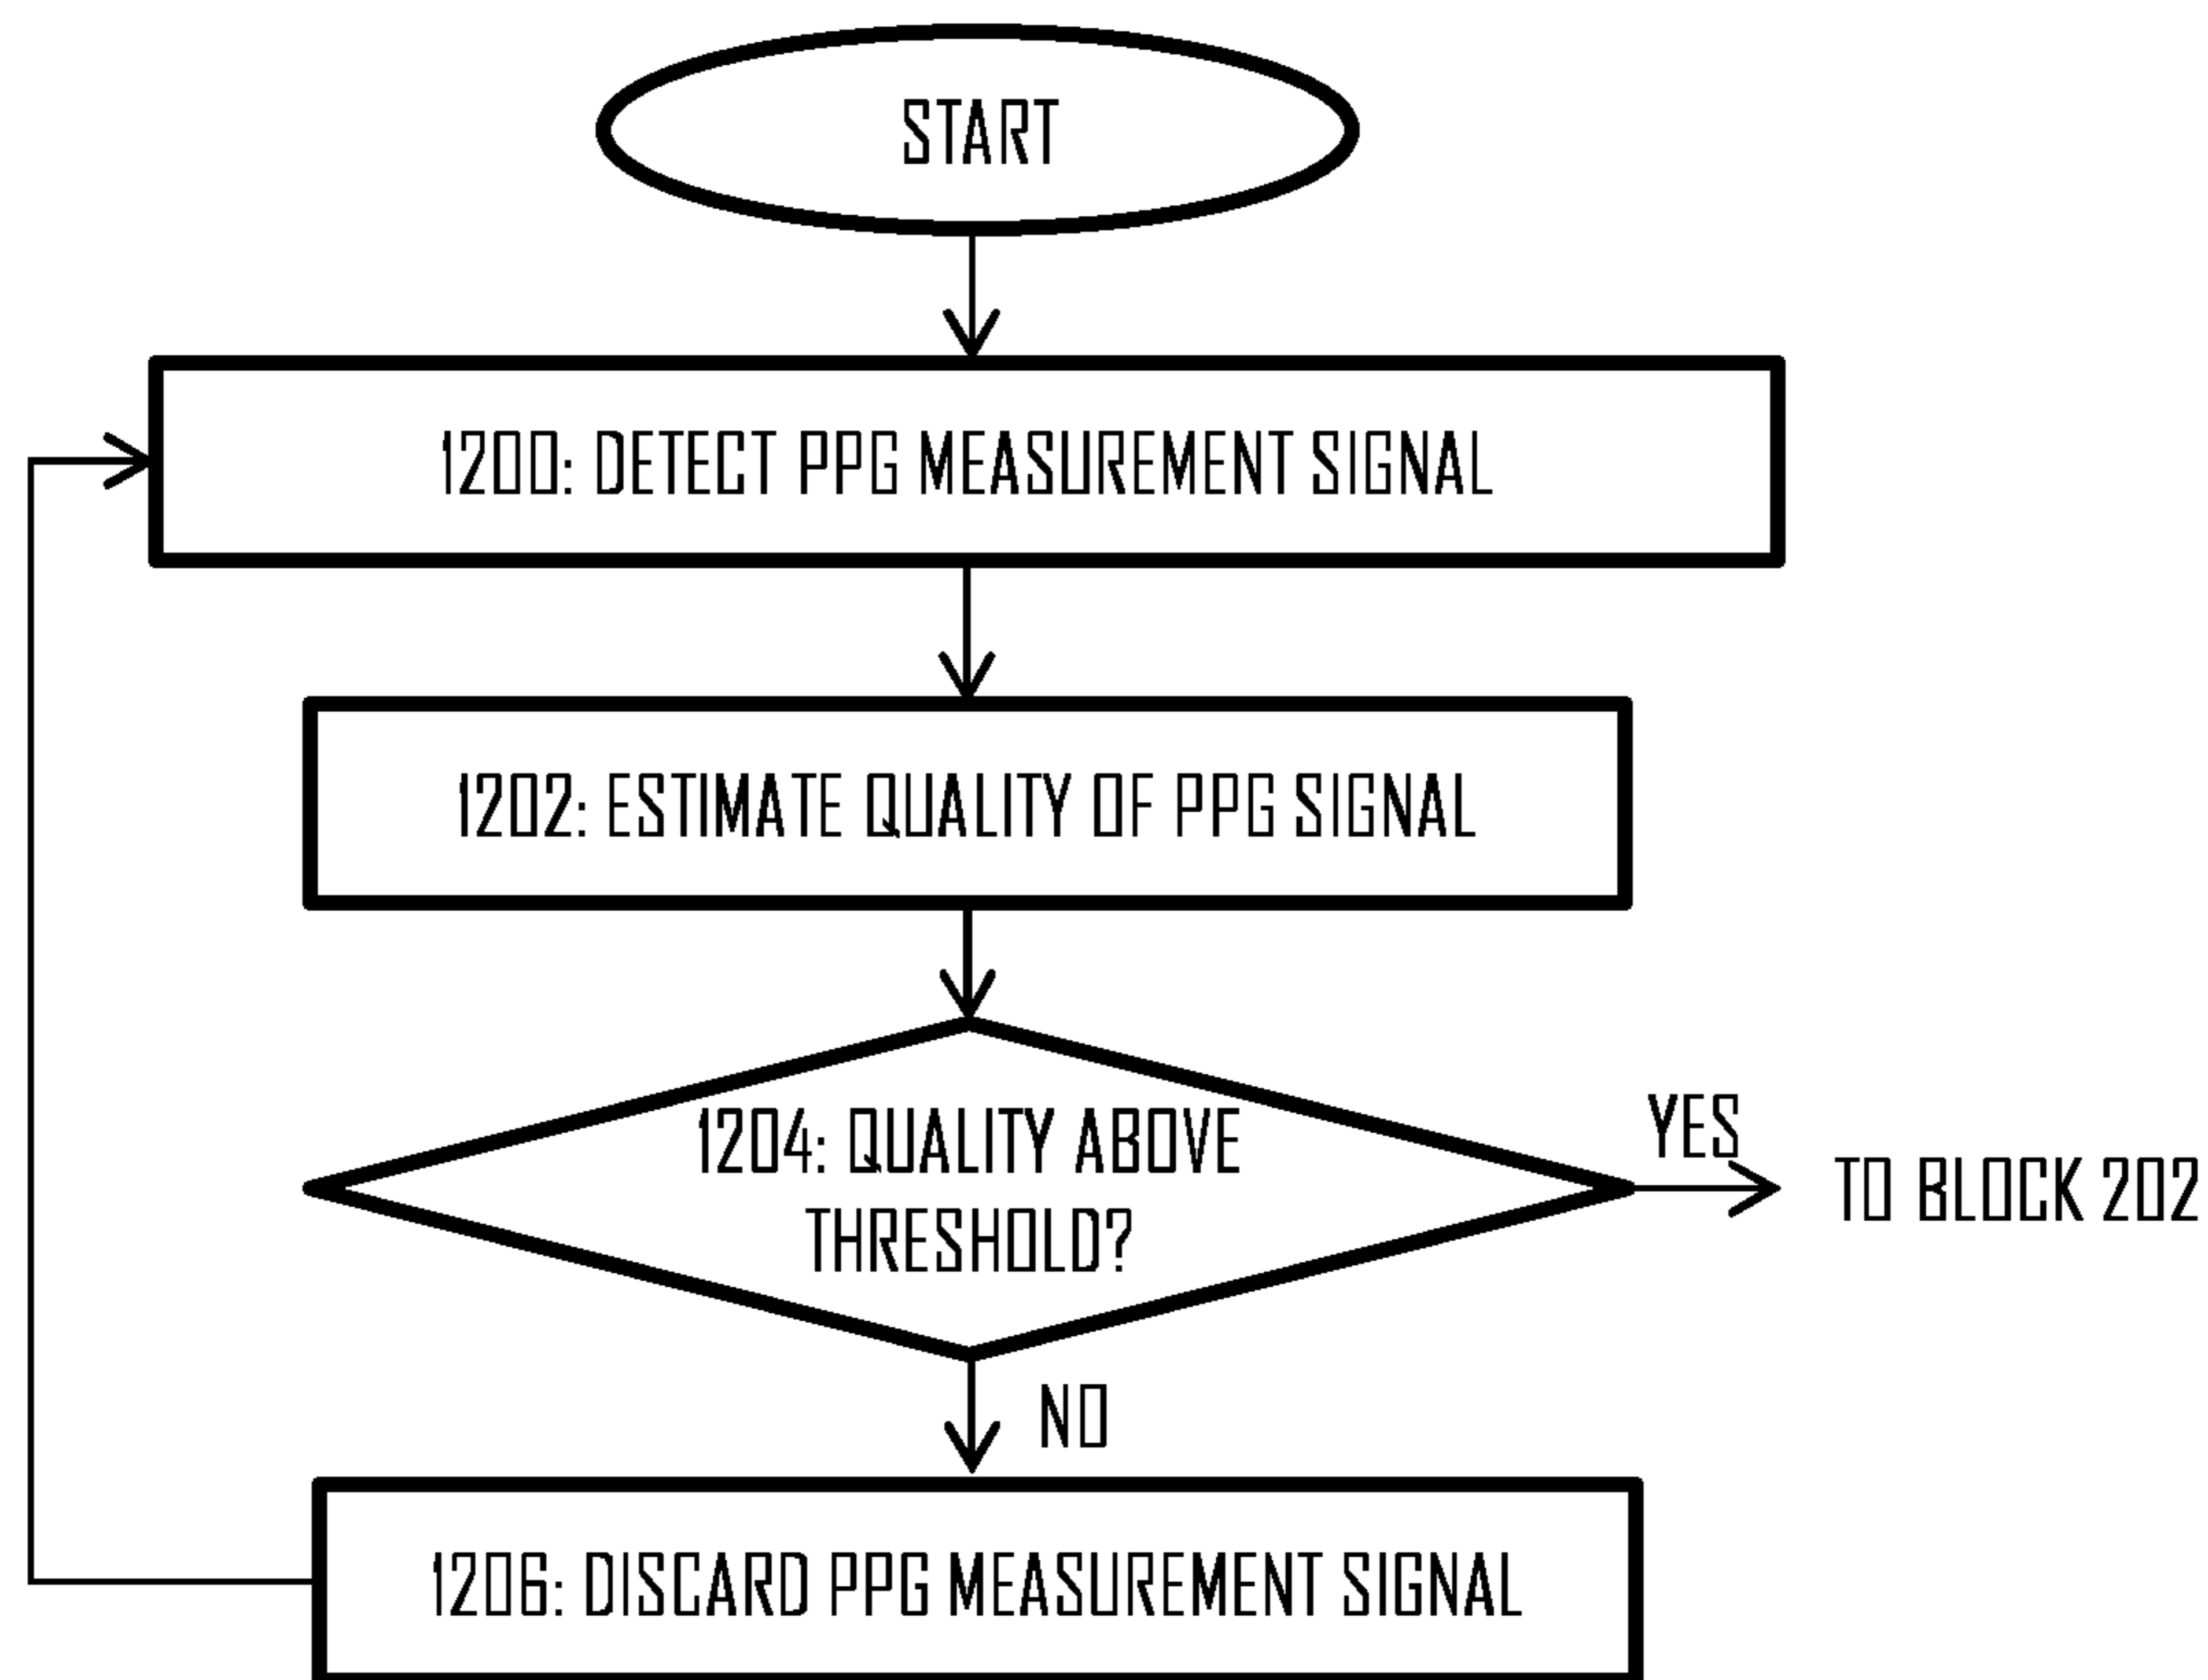 START
1200: DETECT PPG MEASUREMENT SIGNAL
1202: ESTIMATE QUALITY OF PPG SIGNAL
1204: QUALITY ABOVE
THRESHOLD?
YES
TO BLOCK 202
NO
1206: DISCARD PPG MEASUREMENT SIGNAL